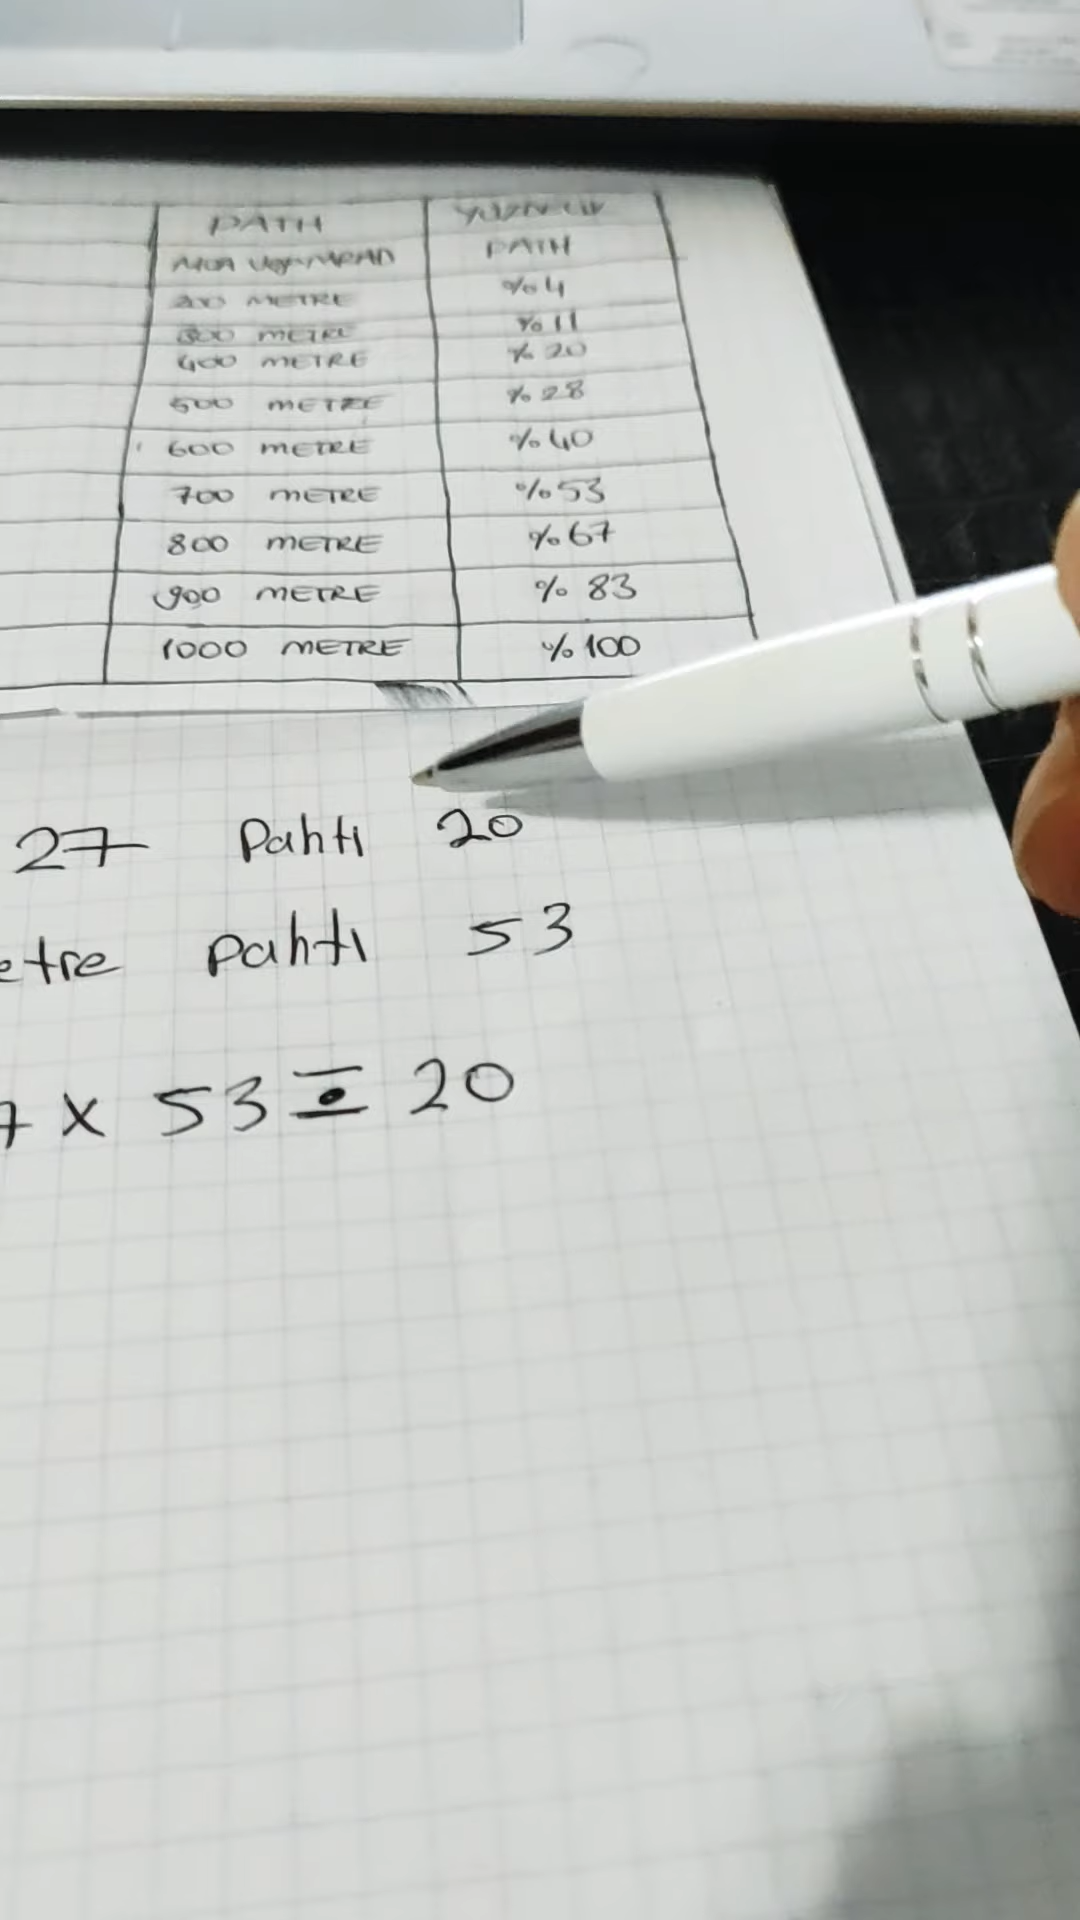 PATH
PATH
200 METRE %4
300 METRE %11
400 METRE %20
500 METRE %28
600 METRE %40
700 METRE %53
800 METRE %67
900 METRE %83
1000 METRE %100
27 Pahtı 20
etre pahtı 53
7 x 53 ÷ 20